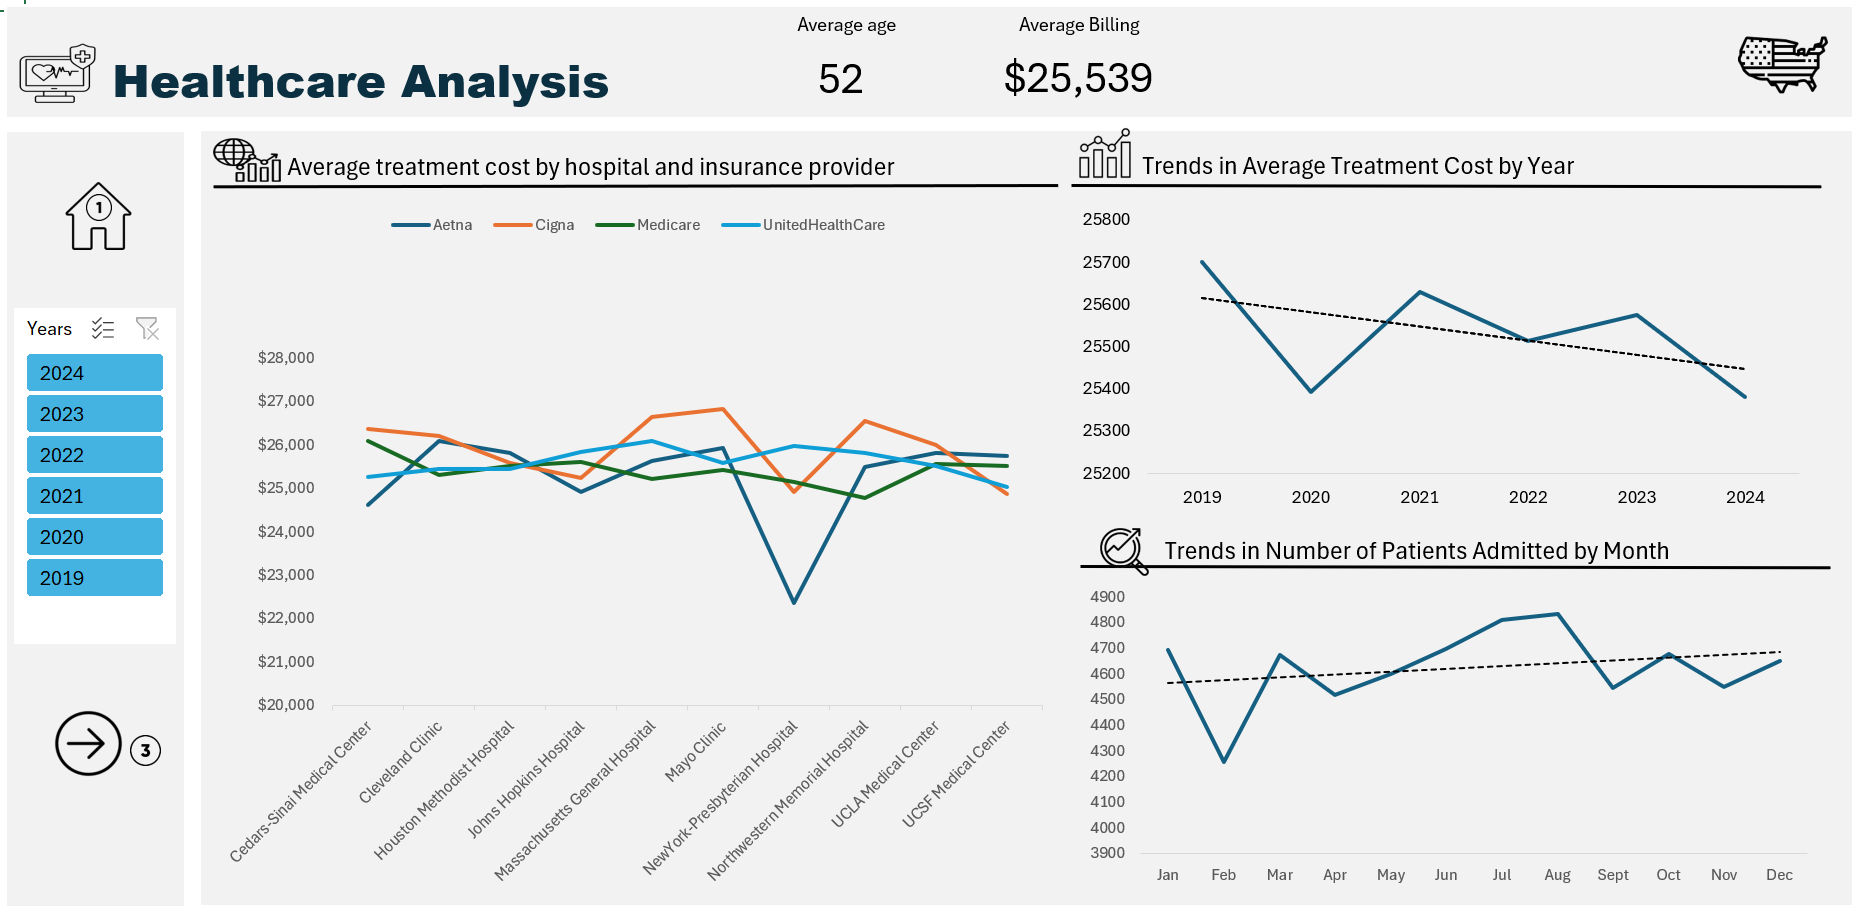 Healthcare Analysis
Average age
52
Average Billing
$25,539
1
Years
2024
2023
2022
2021
2020
2019
3
Average treatment cost by hospital and insurance provider
Aetna Cigna Medicare UnitedHealthCare
$28,000
$27,000
$26,000
$25,000
$24,000
$23,000
$22,000
$21,000
$20,000
Cedars-Sinai Medical Center
Cleveland Clinic
Houston Methodist Hospital
Johns Hopkins Hospital
Massachusetts General Hospital
Mayo Clinic
NewYork-Presbyterian Hospital
Northwestern Memorial Hospital
UCLA Medical Center
UCSF Medical Center
Trends in Average Treatment Cost by Year
25800
25700
25600
25500
25400
25300
25200
2019 2020 2021 2022 2023 2024
Trends in Number of Patients Admitted by Month
4900
4800
4700
4600
4500
4400
4300
4200
4100
4000
3900
Jan Feb Mar Apr May Jun Jul Aug Sept Oct Nov Dec